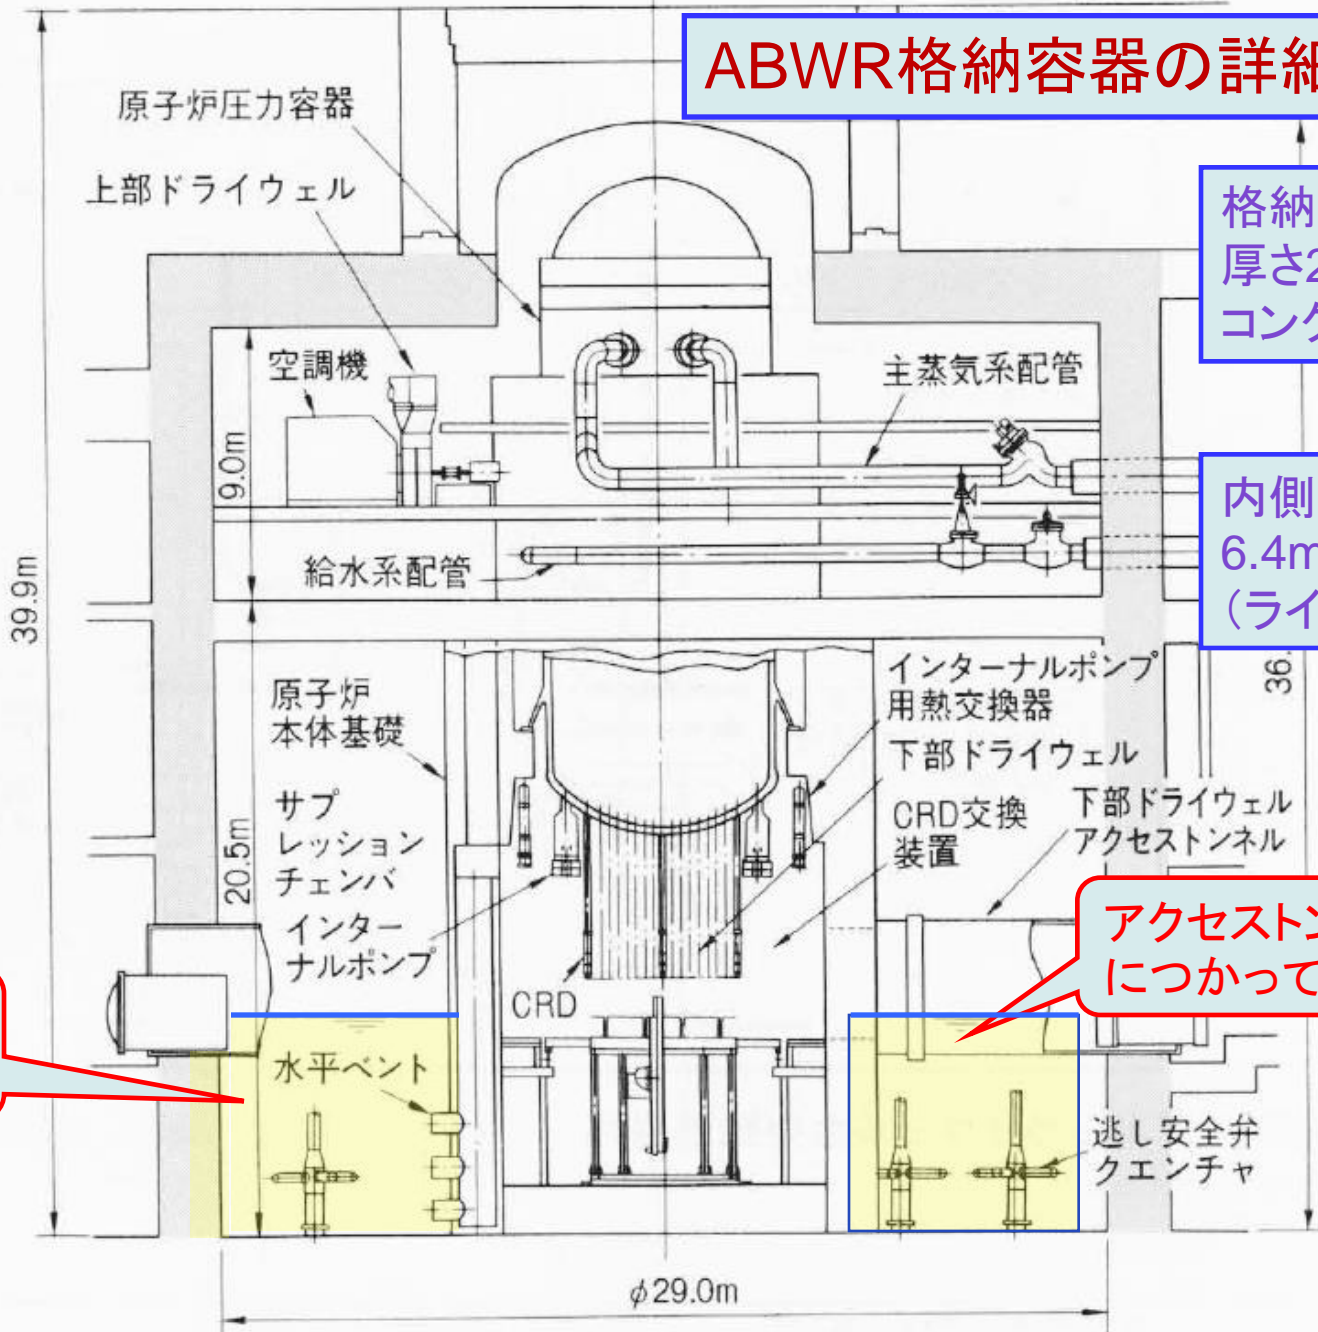 ABWR格納容器の詳細
原子炉圧力容器
上部ドライウェル
格納
厚さ2
コンク
空調機
主蒸気系配管
9.0m
内側
6.4m
(ライ
給水系配管
39.9m
36.
原子炉
本体基礎
インターナルポンプ
用熱交換器
下部ドライウェル
サプ
レッション
チェンバ
20.5m
CRD交換
装置
下部ドライウェル
アクセストンネル
インター
ナルポンプ
アクセストン
につかって
CRD
水平ベント
逃し安全弁
クエンチャ
φ29.0m